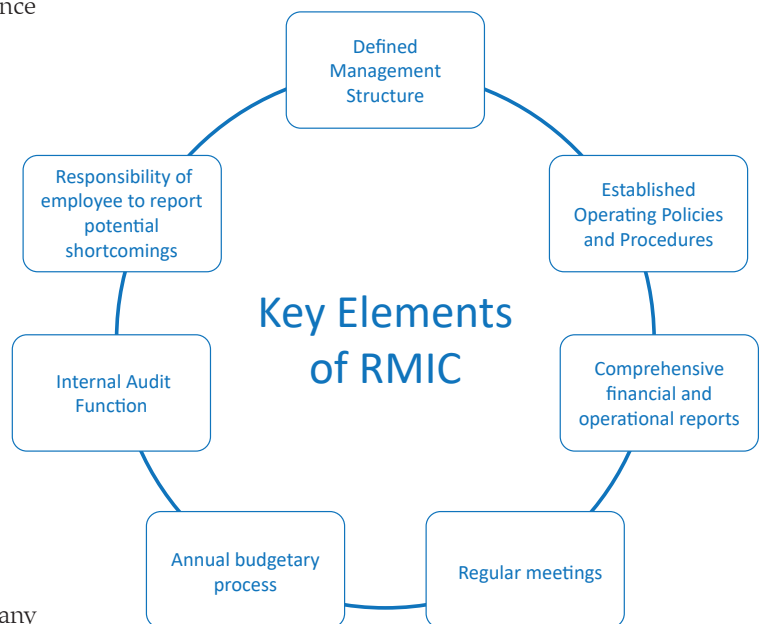 nce
Defined
Management
Structure
Responsibility of
employee to report
potential
shortcomings
Established
Operating Policies
and Procedures
Key Elements
of RMIC
Internal Audit
Function
Comprehensive
financial and
operational reports
Annual budgetary
process
Regular meetings
any